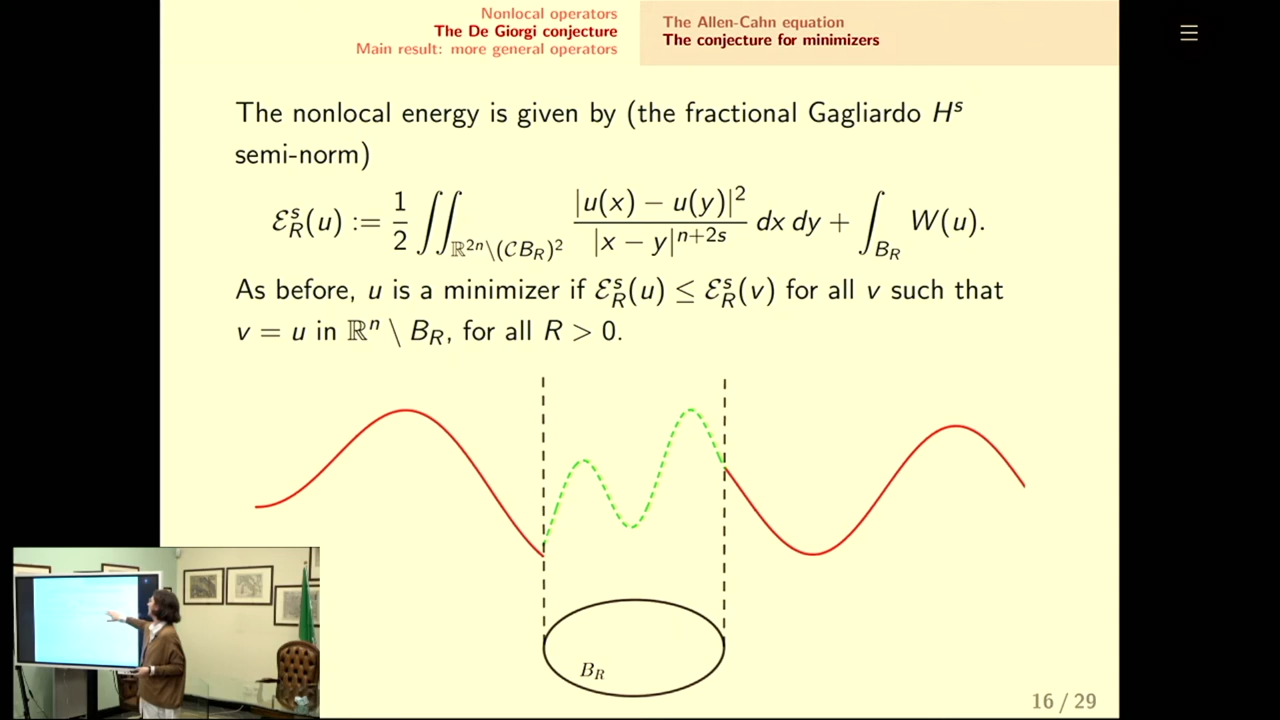 Nonlocal operators
The De Giorgi conjecture
Main result: more general operators
The Allen-Cahn equation
The conjecture for minimizers
The nonlocal energy is given by (the fractional Gagliardo Hˢ
semi-norm)
ℰ_R^s(u) := 1/2 ∬_{ℝ^{2n}\(𝒞B_R)^2} |u(x) − u(y)|^2 / |x − y|^{n+2s} dx dy + ∫_{B_R} W(u).
As before, u is a minimizer if ℰ_R^s(u) ≤ ℰ_R^s(v) for all v such that
v = u in ℝⁿ \ B_R, for all R > 0.
B_R
16 / 29